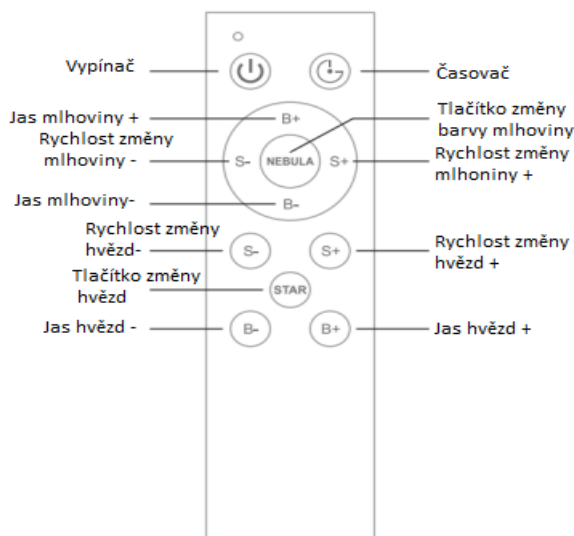 Vypínač
Časovač
Jas mlhoviny +
B+
Tlačítko změny
barvy mlhoviny
Rychlost změny
mlhoviny -
S-
NEBULA
S+
Rychlost změny
mlhoniny +
Jas mlhoviny-
B-
Rychlost změny
hvězd-
S-
S+
Rychlost změny
hvězd +
Tlačítko změny
hvězd
STAR
Jas hvězd -
B-
B+
Jas hvězd +